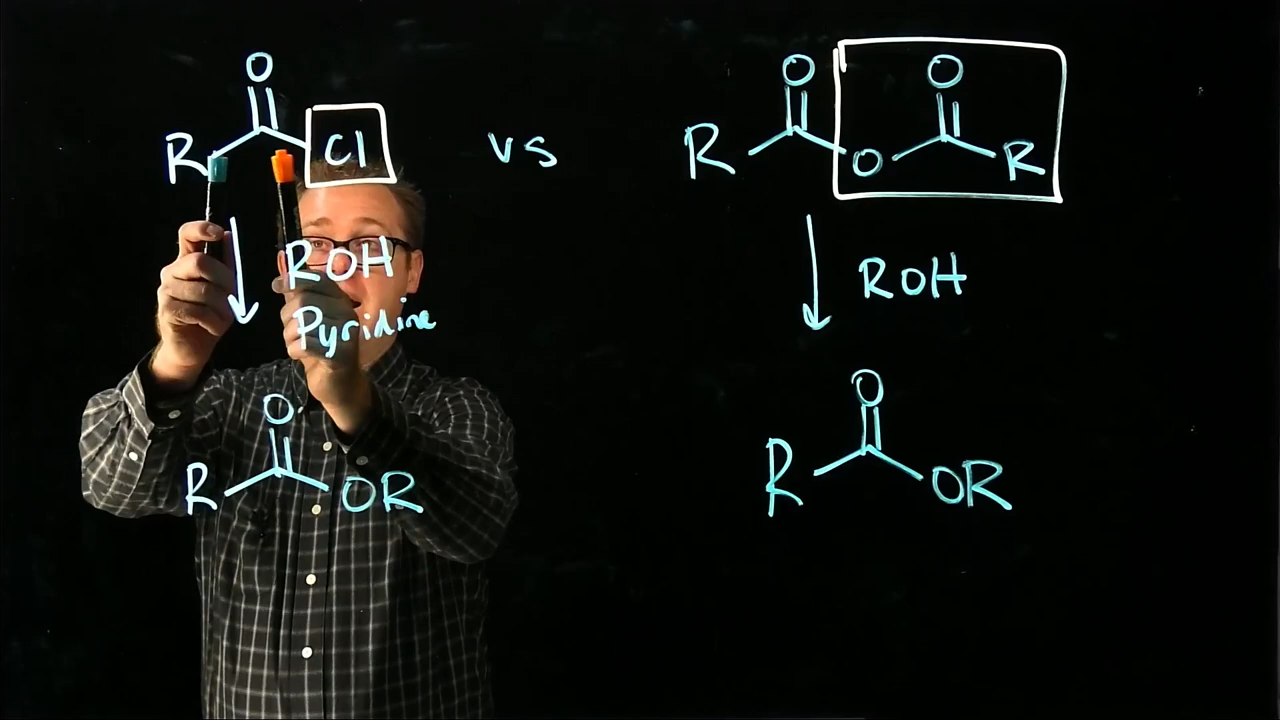 O O O
R Cl vs R O R
ROH ROH
Pyridine
O O
R OR R OR